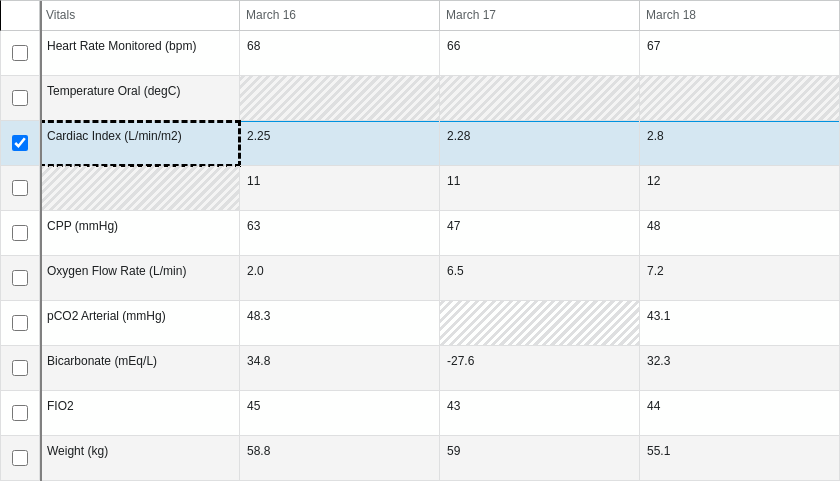 Vitals March 16 March 17 March 18
Heart Rate Monitored (bpm) 68 66 67
Temperature Oral (degC)
Cardiac Index (L/min/m2) 2.25 2.28 2.8
11 11 12
CPP (mmHg) 63 47 48
Oxygen Flow Rate (L/min) 2.0 6.5 7.2
pCO2 Arterial (mmHg) 48.3 43.1
Bicarbonate (mEq/L) 34.8 -27.6 32.3
FIO2 45 43 44
Weight (kg) 58.8 59 55.1